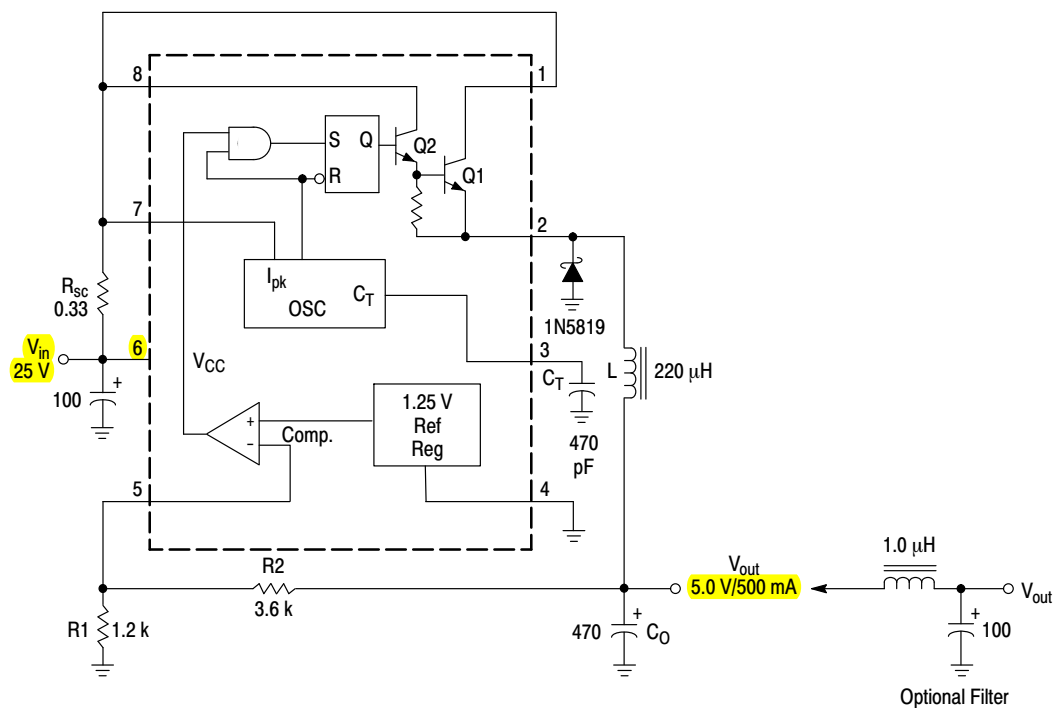 8
1
S
Q
Q2
R
Q1
7
2
Ipk
CT
OSC
Rsc
0.33
1N5819
Vin
25 V
6
VCC
3
CT
L
220 μH
100
+
1.25 V
Ref
Reg
+
-
Comp.
470
pF
5
4
R2
3.6 k
Vout
5.0 V/500 mA
1.0 μH
Vout
R1
1.2 k
470
+
CO
+
100
Optional Filter